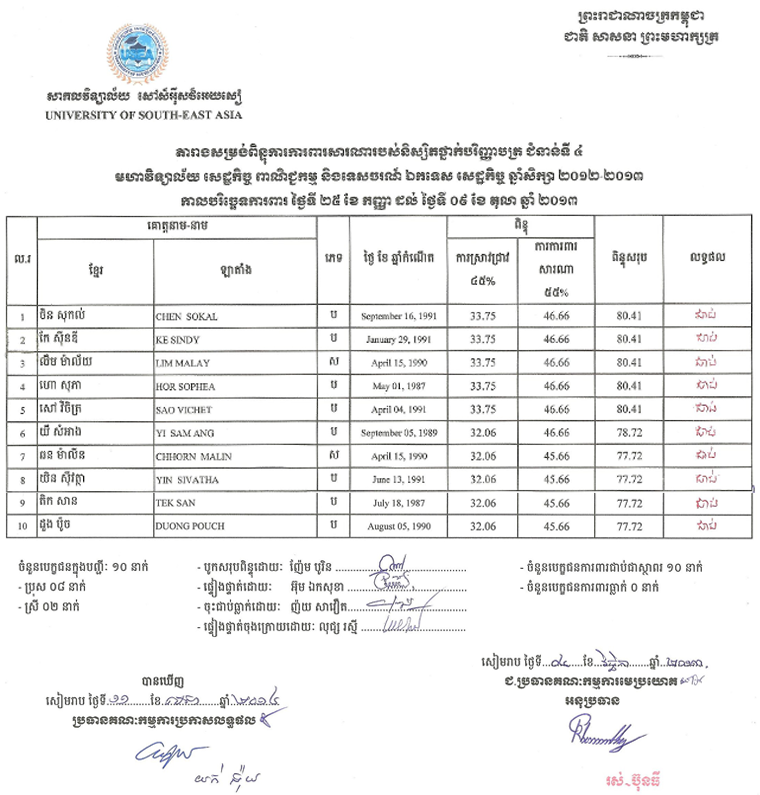 ព្រះរាជាណាចក្រកម្ពុជា
ជាតិ សាសនា ព្រះមហាក្សត្រ
សាកលវិទ្យាល័យ សៅស៍អ៊ីសថ៍អេយសៀ
UNIVERSITY OF SOUTH-EAST ASIA
តារាងសម្រង់ពិន្ទុការការពារសារណារបស់និស្សិតថ្នាក់បរិញ្ញាបត្រ ជំនាន់ទី ៤
មហាវិទ្យាល័យ សេដ្ឋកិច្ច ពាណិជ្ជកម្ម និងទេសចរណ៍ ឯកទេស សេដ្ឋកិច្ច ឆ្នាំសិក្សា ២០១២-២០១៣
កាលបរិច្ឆេទការពារ ថ្ងៃទី ២៥ ខែ កញ្ញា ដល់ ថ្ងៃទី ០៩ ខែ តុលា ឆ្នាំ ២០១៣
ល.រ គោត្តនាម-នាម ភេទ ថ្ងៃ ខែ ឆ្នាំកំណើត ពិន្ទុ ពិន្ទុសរុប លទ្ធផល
ខ្មែរ ឡាតាំង ការស្រាវជ្រាវ ៤៥% ការការពារ សារណា ៥៥%
1 ចិន សុកល់ CHEN SOKAL ប September 16, 1991 33.75 46.66 80.41 ជាប់
2 កែ ស៊ីនឌី KE SINDY ប January 29, 1991 33.75 46.66 80.41 ជាប់
3 លឹម ម៉ាល័យ LIM MALAY ស April 15, 1990 33.75 46.66 80.41 ជាប់
4 ហោ សុភា HOR SOPHEA ប May 01, 1987 33.75 46.66 80.41 ជាប់
5 សៅ វិចិត្រ SAO VICHET ប April 04, 1991 33.75 46.66 80.41 ជាប់
6 យី សំអាង YI SAM ANG ប September 05, 1989 32.06 46.66 78.72 ជាប់
7 ឆន ម៉ាលីន CHHORN MALIN ស April 15, 1990 32.06 45.66 77.72 ជាប់
8 យិន ស៊ីវត្ថា YIN SIVATHA ប June 13, 1991 32.06 45.66 77.72 ជាប់
9 តិក សាន TEK SAN ប July 18, 1987 32.06 45.66 77.72 ជាប់
10 ដួង ប៉ូច DUONG POUCH ប August 05, 1990 32.06 45.66 77.72 ជាប់
ចំនួនបេក្ខជនក្នុងបញ្ជីៈ ១០ នាក់
- ប្រុស ០៨ នាក់
- ស្រី ០២ នាក់
- បូកសរុបពិន្ទុដោយៈ ញ៉ែម បូរិន
- ផ្ទៀងផ្ទាត់ដោយៈ អ៊ុម ឯកសុខា
- ចុះជាប់ធ្លាក់ដោយៈ ញ៉យ សាវឿត
- ផ្ទៀងផ្ទាត់ចុងក្រោយដោយៈ លុជ្យ រស្មី
- ចំនួនបេក្ខជនការពារជាប់ជាស្ថាពរ ១០ នាក់
- ចំនួនបេក្ខជនការពារធ្លាក់ ០ នាក់
សៀមរាប ថ្ងៃទី ០៤ ខែ វិច្ឆិកា ឆ្នាំ ២០១៣
ជ.ប្រធានគណៈកម្មការមេប្រយោគ
អនុប្រធាន
រស់ ប៊ុនធី
បានឃើញ
សៀមរាប ថ្ងៃទី ១១ ខែ មេសា ឆ្នាំ ២០១៤
ប្រធានគណៈកម្មការប្រកាសលទ្ធផល